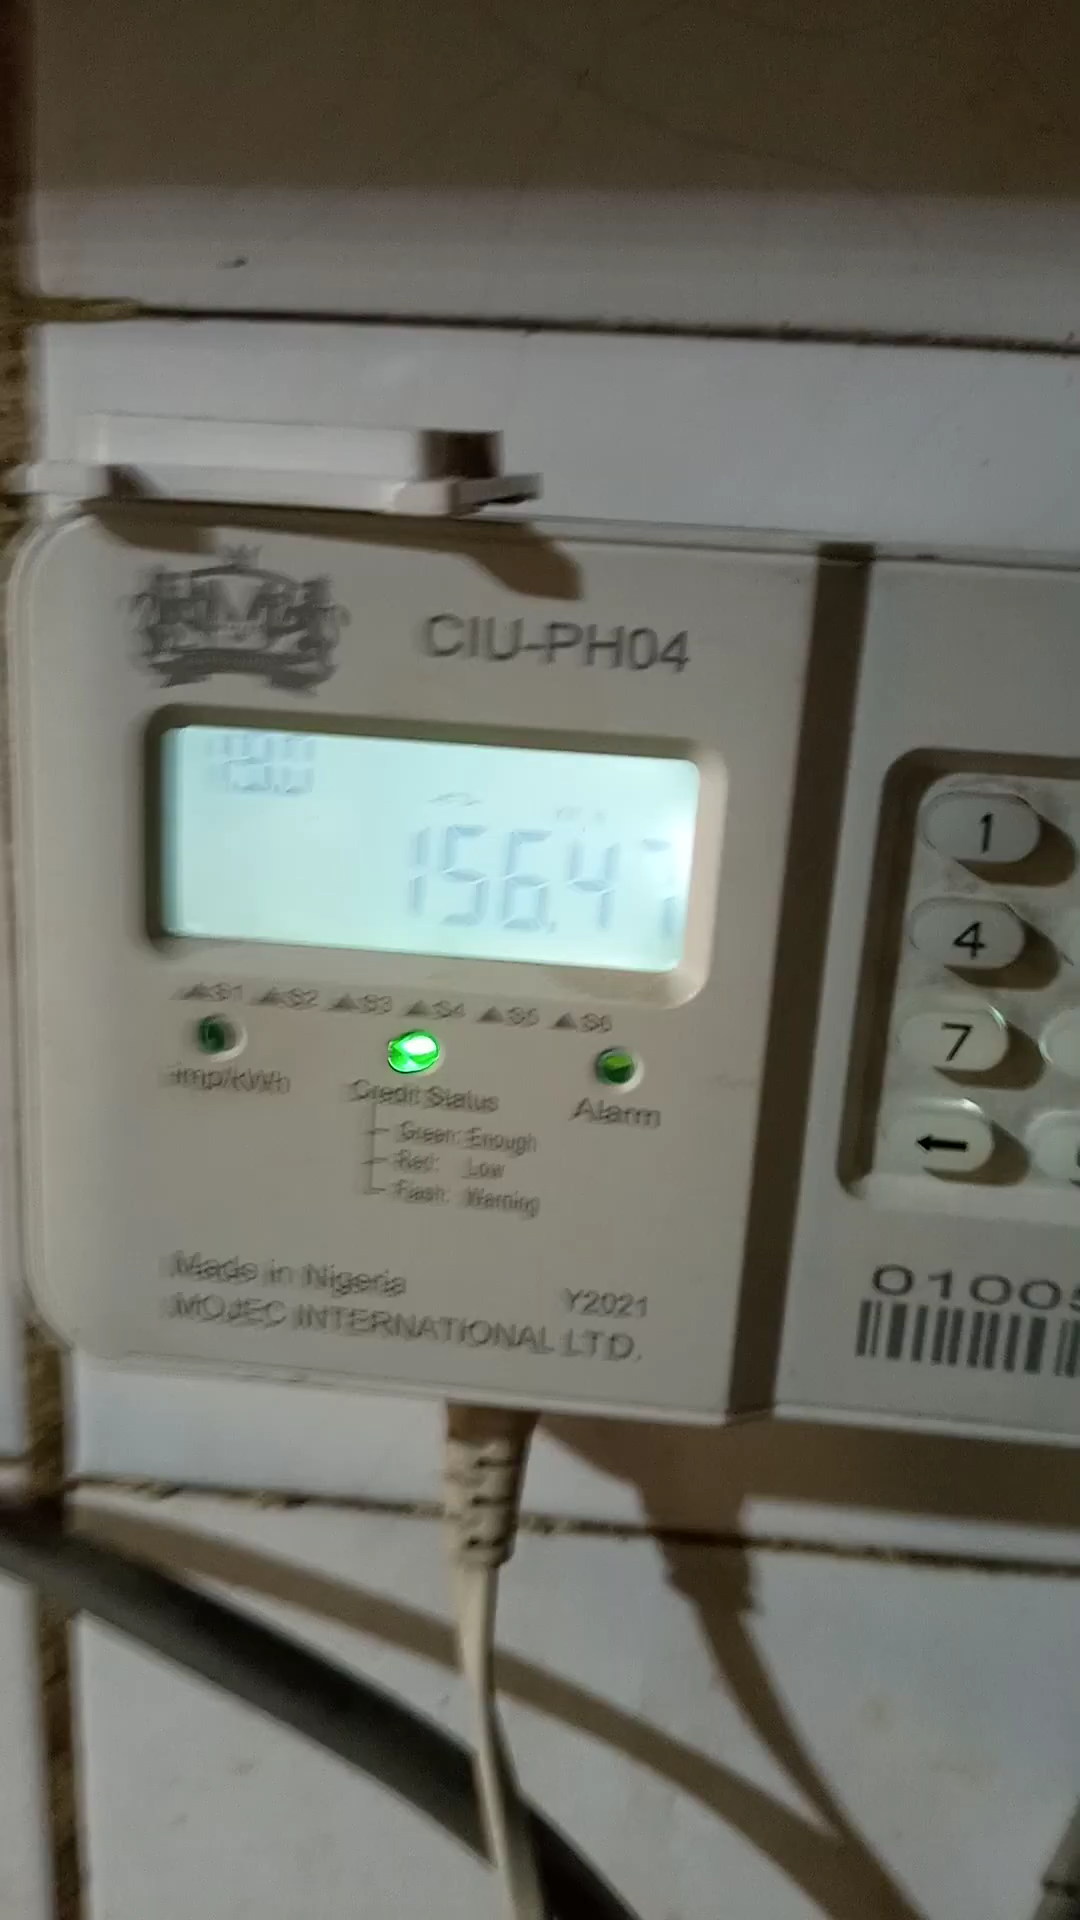 CIU-PH04
156.47
▲S1 ▲S2 ▲S3 ▲S4 ▲S5 ▲S6
imp/kWh
Credit Status
Alarm
Green: Enough
Red: Low
Flash: Warning
Made in Nigeria
Y2021
MOJEC INTERNATIONAL LTD.
1
4
7
←
01005